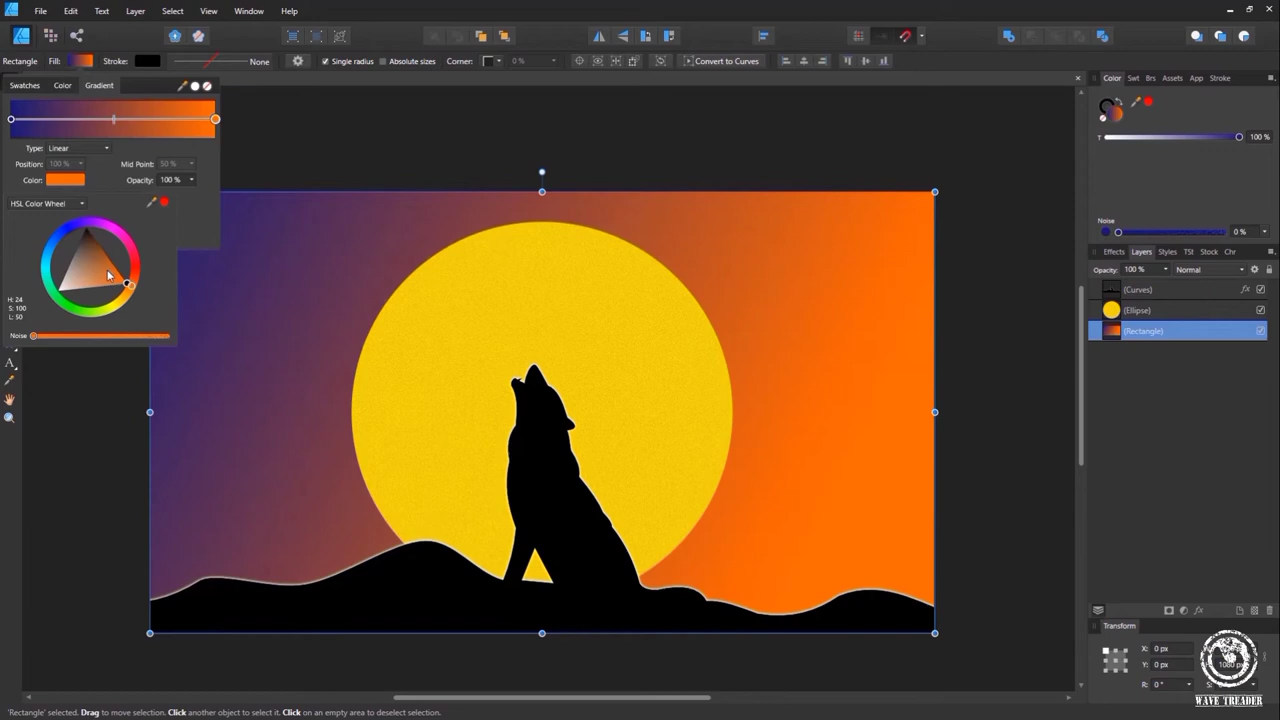 File Edit Text Layer Select View Window Help
Rectangle Fill: Stroke: None Single radius Absolute sizes Corner: 0 % Convert to Curves
Swatches Color Gradient
Type: Linear
Position: 100 % Mid Point: 50 %
Color: Opacity: 100 %
HSL Color Wheel
H: 24
S: 100
L: 50
Noise
A
Color Swt Brs Assets App Stroke
T 100 %
Noise
0 %
Effects Layers Styles TSt Stock Chr
Opacity: 100 % Normal
(Curves) fx
(Ellipse)
(Rectangle)
Transform
X: 0 px
Y: 0 px 1080 px
R: 0 ° S:
WAVE TREADER
'Rectangle' selected. Drag to move selection. Click another object to select it. Click on an empty area to deselect selection.